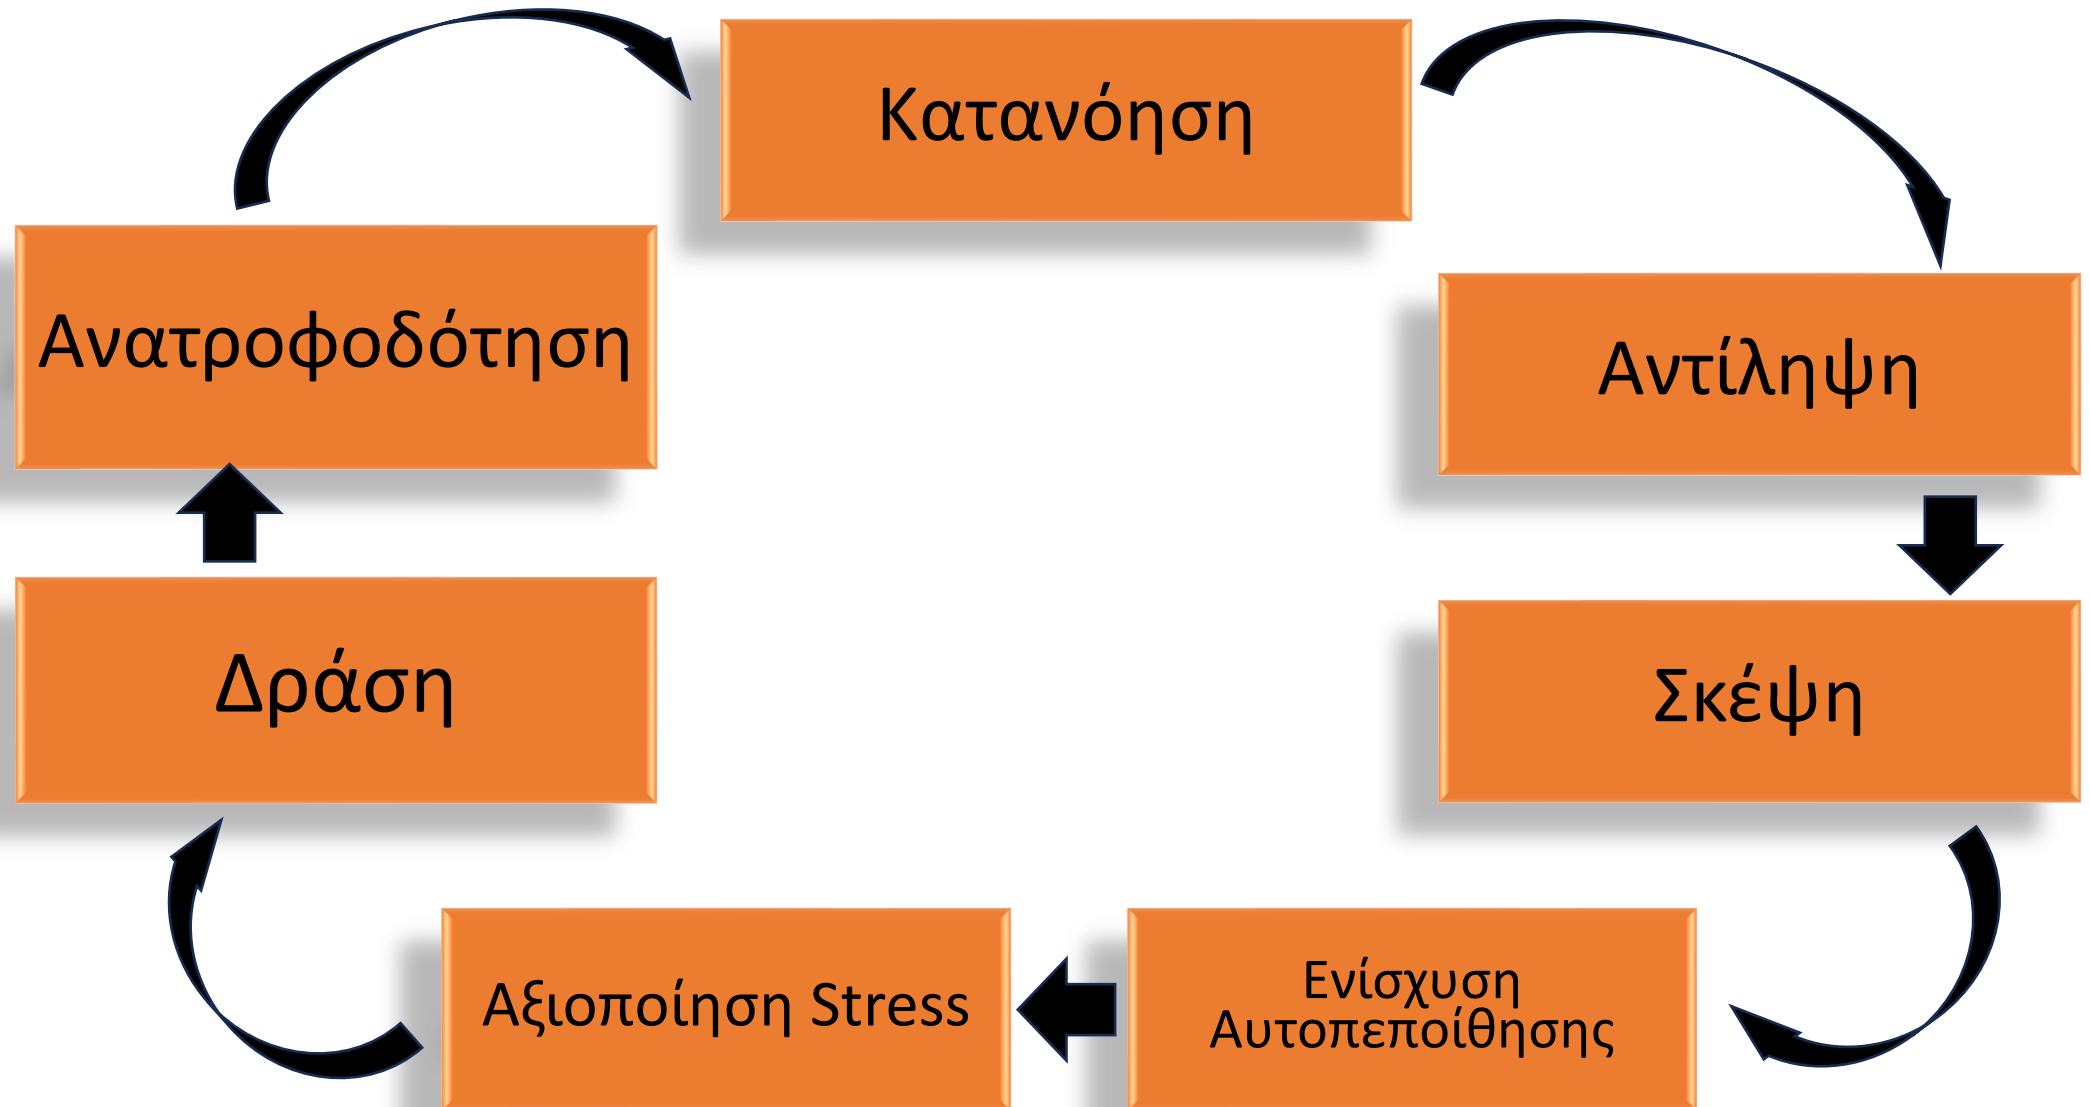 Κατανόηση
Αντίληψη
Σκέψη
Ενίσχυση
Αυτοπεποίθησης
Αξιοποίηση Stress
Δράση
Ανατροφοδότηση